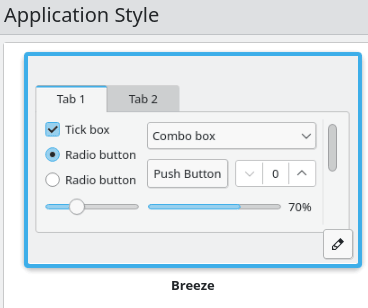 Application Style
Tab 1
Tab 2
Tick box
Combo box
Radio button
Push Button
0
Radio button
70%
Breeze